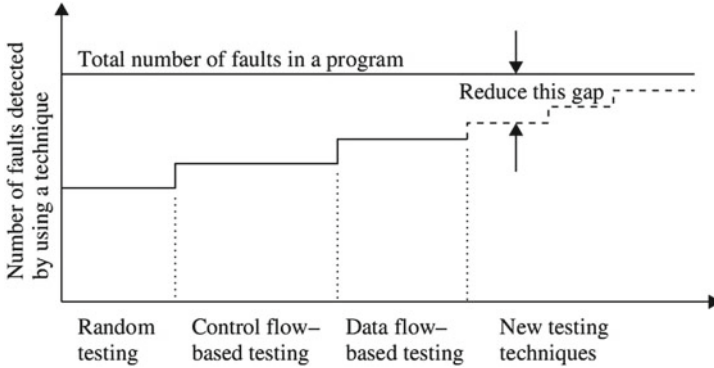 Number of faults detected
by using a technique
Total number of faults in a program
Reduce this gap
Random
testing
Control flow–
based testing
Data flow–
based testing
New testing
techniques